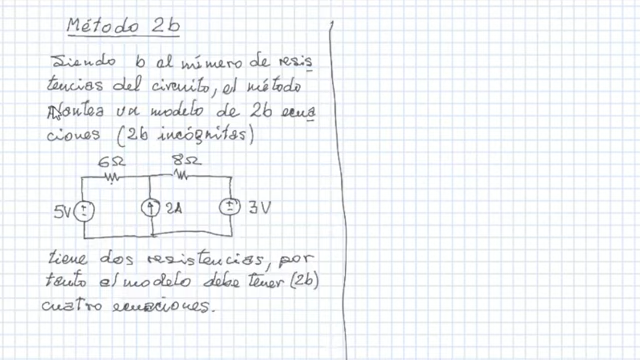 Método 2b
Siendo b al número de resis
tencias del circuito, el método
plantea un modelo de 2b ecua
ciones (2b incógnitas)
6Ω 8Ω
5V 2A 3V
tiene dos resistencias, por
tanto el modelo debe tener (2b)
cuatro ecuaciones.